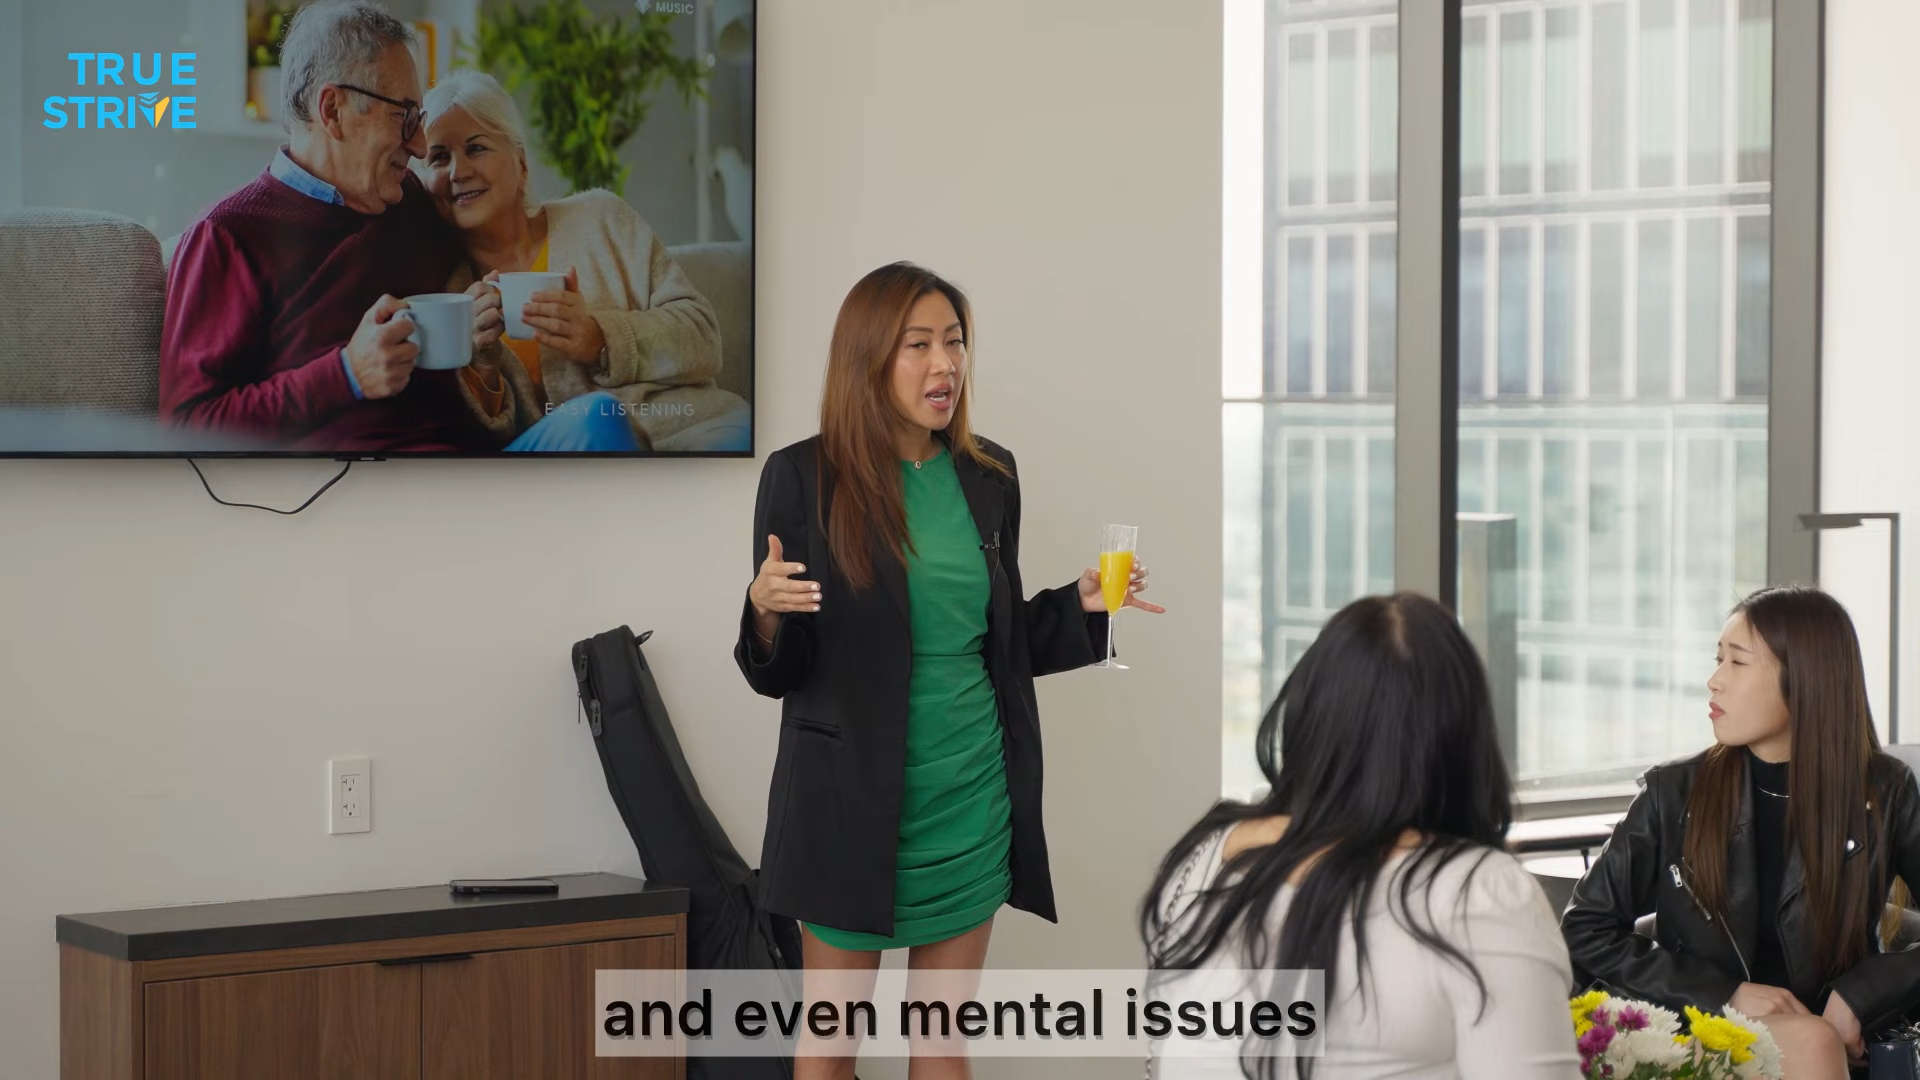 TRUE
STRIVE
MUSIC
EASY LISTENING
and even mental issues